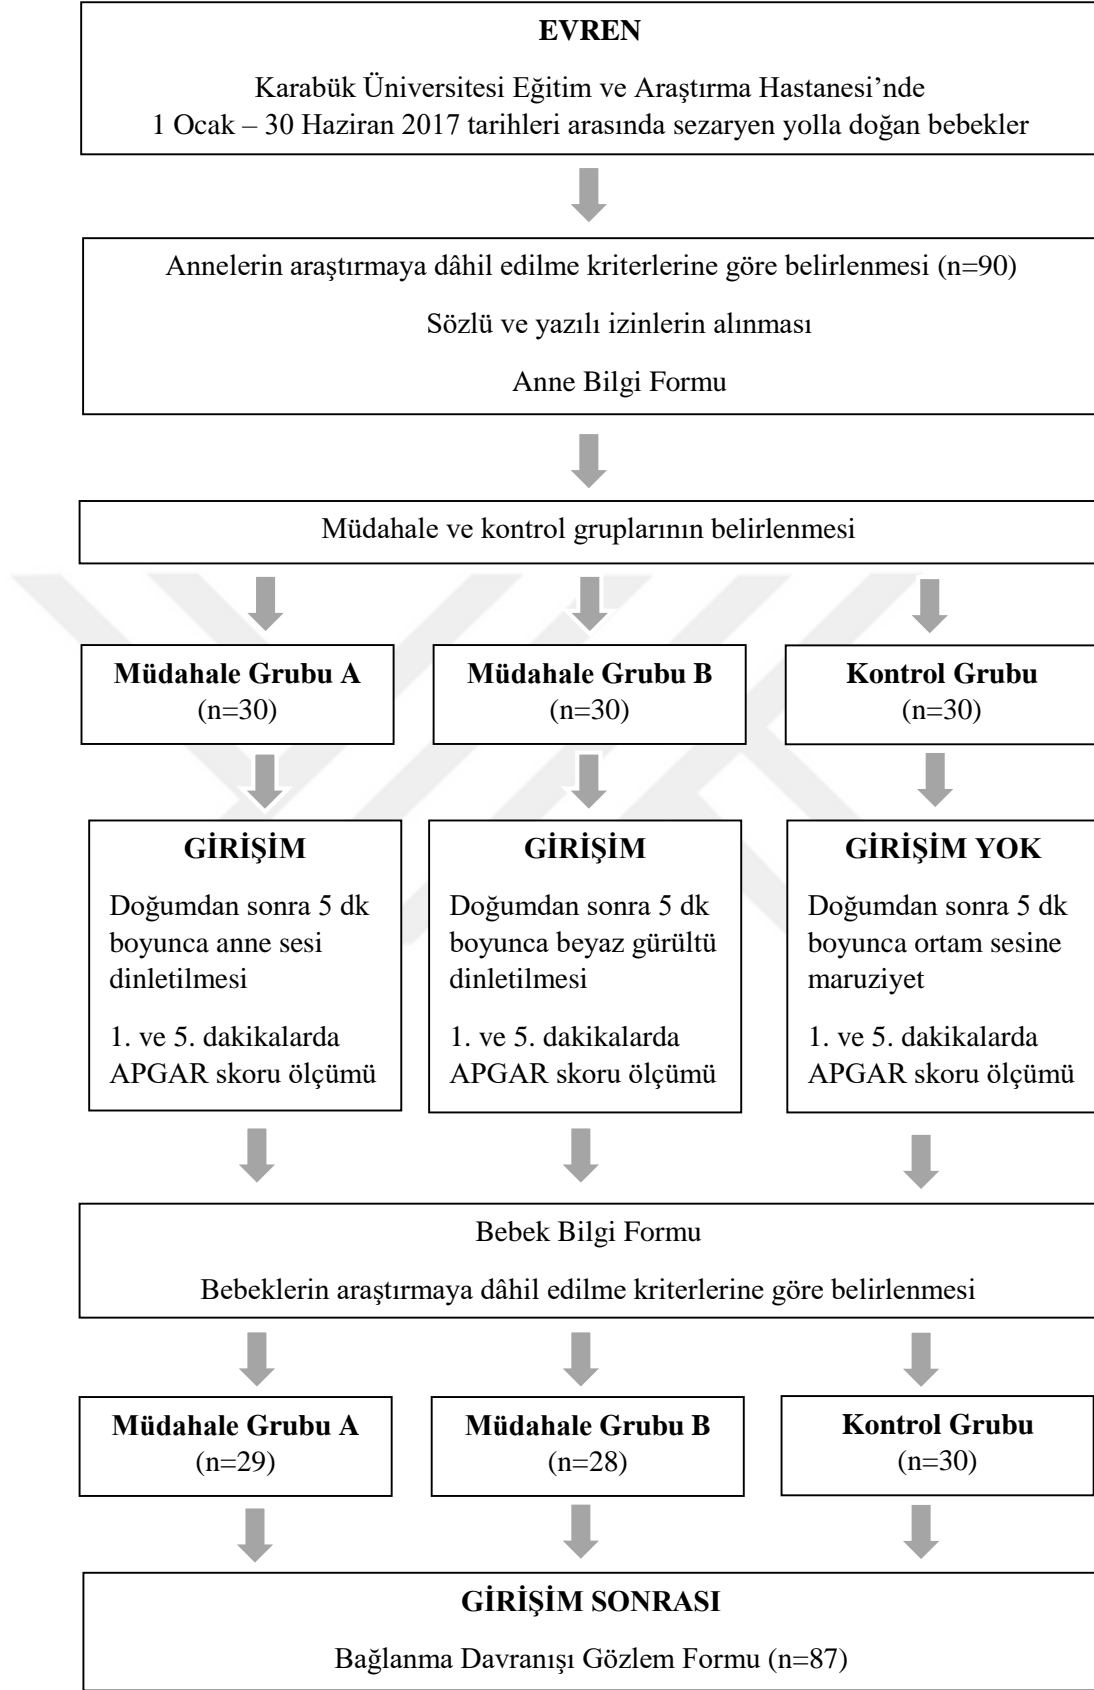 EVREN
Karabük Üniversitesi Eğitim ve Araştırma Hastanesi’nde
1 Ocak – 30 Haziran 2017 tarihleri arasında sezaryen yolla doğan bebekler
Annelerin araştırmaya dâhil edilme kriterlerine göre belirlenmesi (n=90)
Sözlü ve yazılı izinlerin alınması
Anne Bilgi Formu
Müdahale ve kontrol gruplarının belirlenmesi
Müdahale Grubu A
(n=30)
Müdahale Grubu B
(n=30)
Kontrol Grubu
(n=30)
GİRİŞİM
Doğumdan sonra 5 dk
boyunca anne sesi
dinletilmesi
1. ve 5. dakikalarda
APGAR skoru ölçümü
GİRİŞİM
Doğumdan sonra 5 dk
boyunca beyaz gürültü
dinletilmesi
1. ve 5. dakikalarda
APGAR skoru ölçümü
GİRİŞİM YOK
Doğumdan sonra 5 dk
boyunca ortam sesine
maruziyet
1. ve 5. dakikalarda
APGAR skoru ölçümü
Bebek Bilgi Formu
Bebeklerin araştırmaya dâhil edilme kriterlerine göre belirlenmesi
Müdahale Grubu A
(n=29)
Müdahale Grubu B
(n=28)
Kontrol Grubu
(n=30)
GİRİŞİM SONRASI
Bağlanma Davranışı Gözlem Formu (n=87)